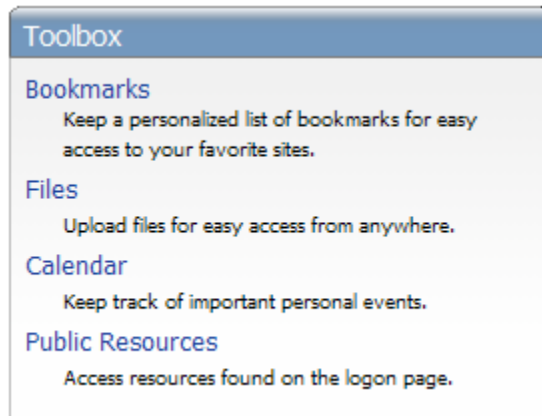 Toolbox
Bookmarks
Keep a personalized list of bookmarks for easy
access to your favorite sites.
Files
Upload files for easy access from anywhere.
Calendar
Keep track of important personal events.
Public Resources
Access resources found on the logon page.